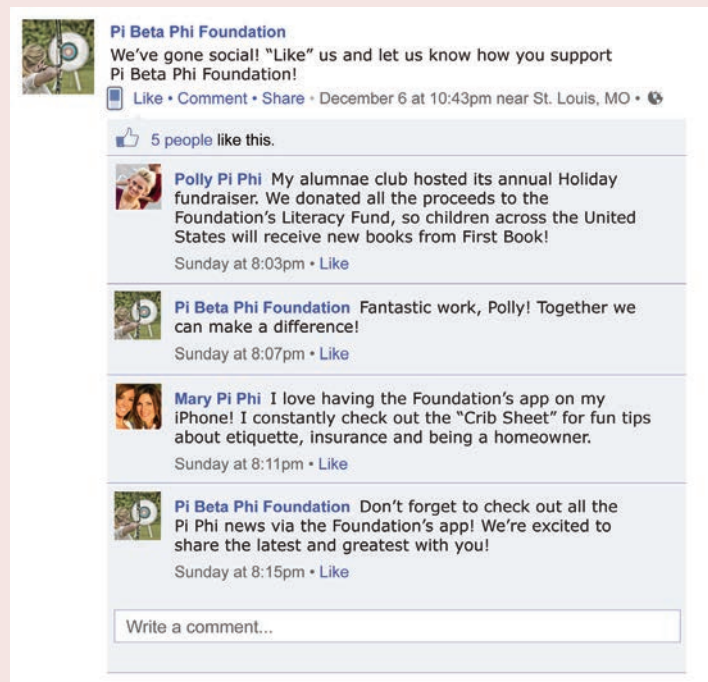 Pi Beta Phi Foundation
We’ve gone social! “Like” us and let us know how you support
Pi Beta Phi Foundation!
Like • Comment • Share • December 6 at 10:43pm near St. Louis, MO •
5 people like this.
Polly Pi Phi My alumnae club hosted its annual Holiday
fundraiser. We donated all the proceeds to the
Foundation’s Literacy Fund, so children across the United
States will receive new books from First Book!
Sunday at 8:03pm • Like
Pi Beta Phi Foundation Fantastic work, Polly! Together we
can make a difference!
Sunday at 8:07pm • Like
Mary Pi Phi I love having the Foundation’s app on my
iPhone! I constantly check out the “Crib Sheet” for fun tips
about etiquette, insurance and being a homeowner.
Sunday at 8:11pm • Like
Pi Beta Phi Foundation Don’t forget to check out all the
Pi Phi news via the Foundation’s app! We’re excited to
share the latest and greatest with you!
Sunday at 8:15pm • Like
Write a comment...